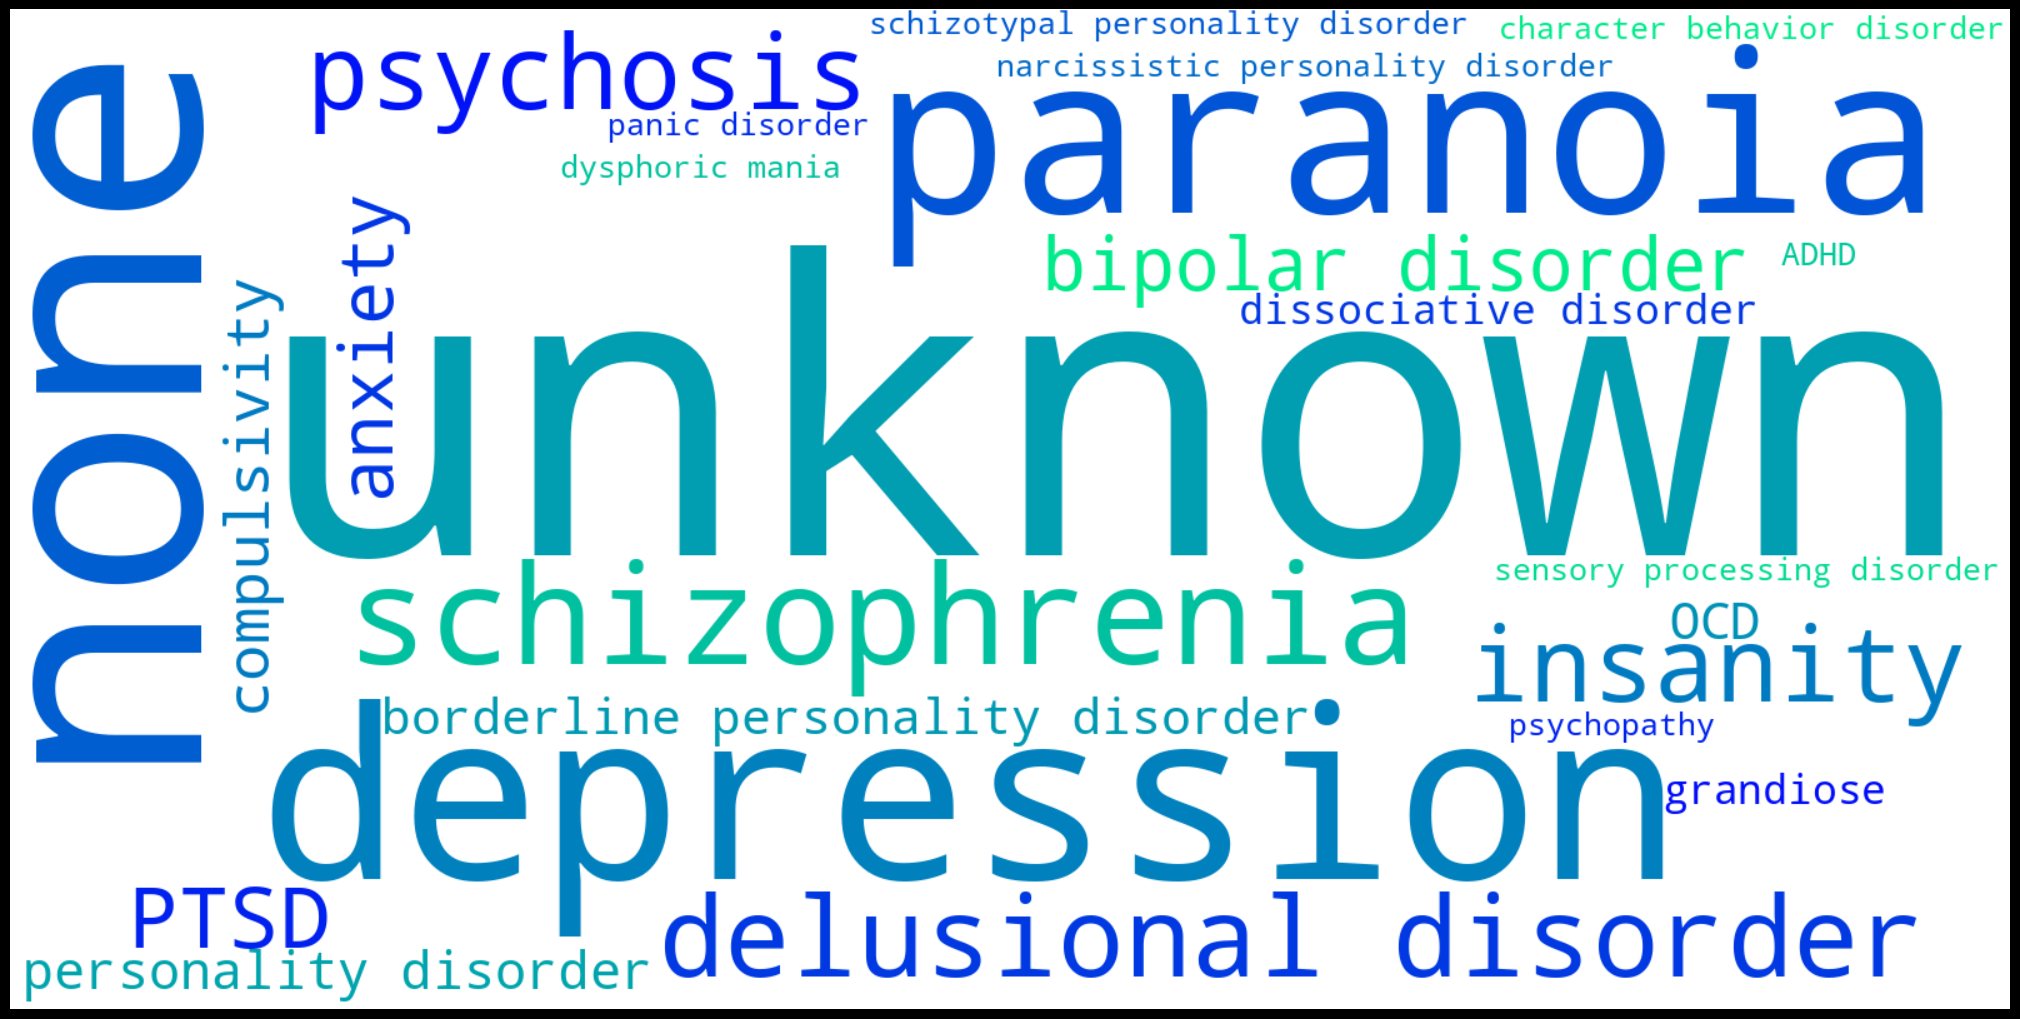 schizotypal personality disorder
character behavior disorder
psychosis
narcissistic personality disorder
paranoia
panic disorder
dysphoric mania
none
anxiety
bipolar disorder
ADHD
compulsivity
dissociative disorder
unknown
schizophrenia
sensory processing disorder
OCD
insanity
borderline personality disorder
psychopathy
depression
grandiose
PTSD
delusional disorder
personality disorder